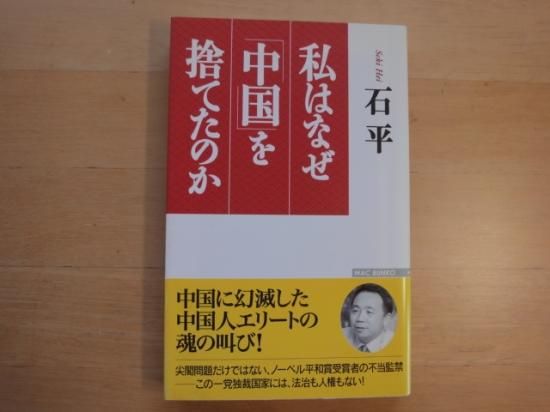 私はなぜ
「中国」を
捨てたのか
Seki Hei
石平
WAC BUNKO
中国に幻滅した
中国人エリートの
魂の叫び!
尖閣問題だけではない、ノーベル平和賞受賞者の不当監禁
――この一党独裁国家には、法治も人権もない!